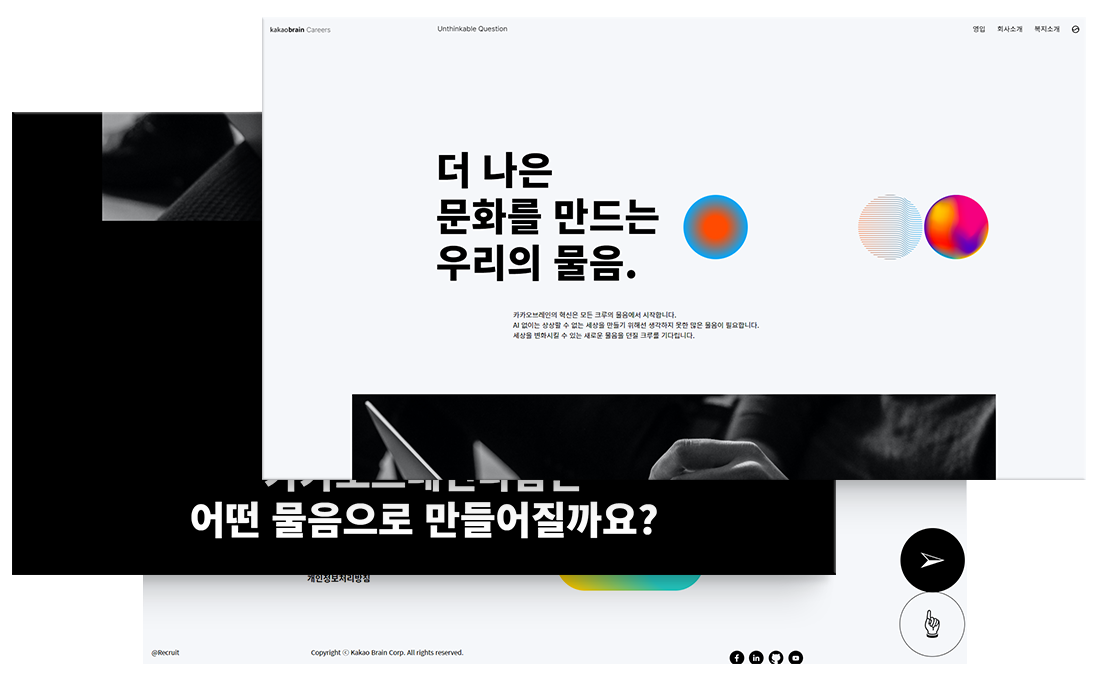 kakaobrain Careers
Unthinkable Question
영입 회사소개 복지소개
더 나은
문화를 만드는
우리의 물음.
카카오브레인의 혁신은 모든 크루의 물음에서 시작합니다.
AI 없이는 상상할 수 없는 세상을 만들기 위해선 생각하지 못한 많은 물음이 필요합니다.
세상을 변화시킬 수 있는 새로운 물음을 던질 크루를 기다립니다.
어떤 물음으로 만들어질까요?
개인정보처리방침
@Recruit
Copyright ⓒ Kakao Brain Corp. All rights reserved.